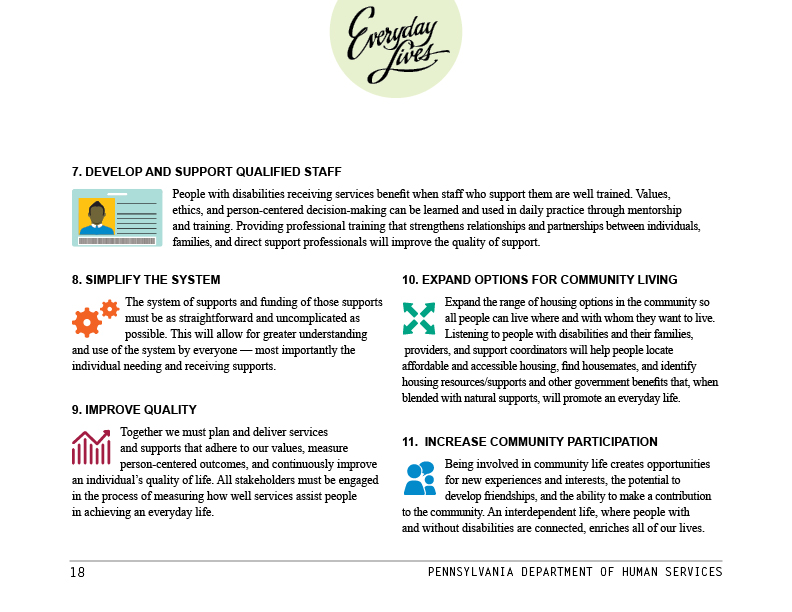 Everyday
Lives
7. DEVELOP AND SUPPORT QUALIFIED STAFF
People with disabilities receiving services benefit when staff who support them are well trained. Values,
ethics, and person-centered decision-making can be learned and used in daily practice through mentorship
and training. Providing professional training that strengthens relationships and partnerships between individuals,
families, and direct support professionals will improve the quality of support.
8. SIMPLIFY THE SYSTEM
The system of supports and funding of those supports
must be as straightforward and uncomplicated as
possible. This will allow for greater understanding
and use of the system by everyone — most importantly the
individual needing and receiving supports.
9. IMPROVE QUALITY
Together we must plan and deliver services
and supports that adhere to our values, measure
person-centered outcomes, and continuously improve
an individual’s quality of life. All stakeholders must be engaged
in the process of measuring how well services assist people
in achieving an everyday life.
10. EXPAND OPTIONS FOR COMMUNITY LIVING
Expand the range of housing options in the community so
all people can live where and with whom they want to live.
Listening to people with disabilities and their families,
providers, and support coordinators will help people locate
affordable and accessible housing, find housemates, and identify
housing resources/supports and other government benefits that, when
blended with natural supports, will promote an everyday life.
11. INCREASE COMMUNITY PARTICIPATION
Being involved in community life creates opportunities
for new experiences and interests, the potential to
develop friendships, and the ability to make a contribution
to the community. An interdependent life, where people with
and without disabilities are connected, enriches all of our lives.
18
PENNSYLVANIA DEPARTMENT OF HUMAN SERVICES